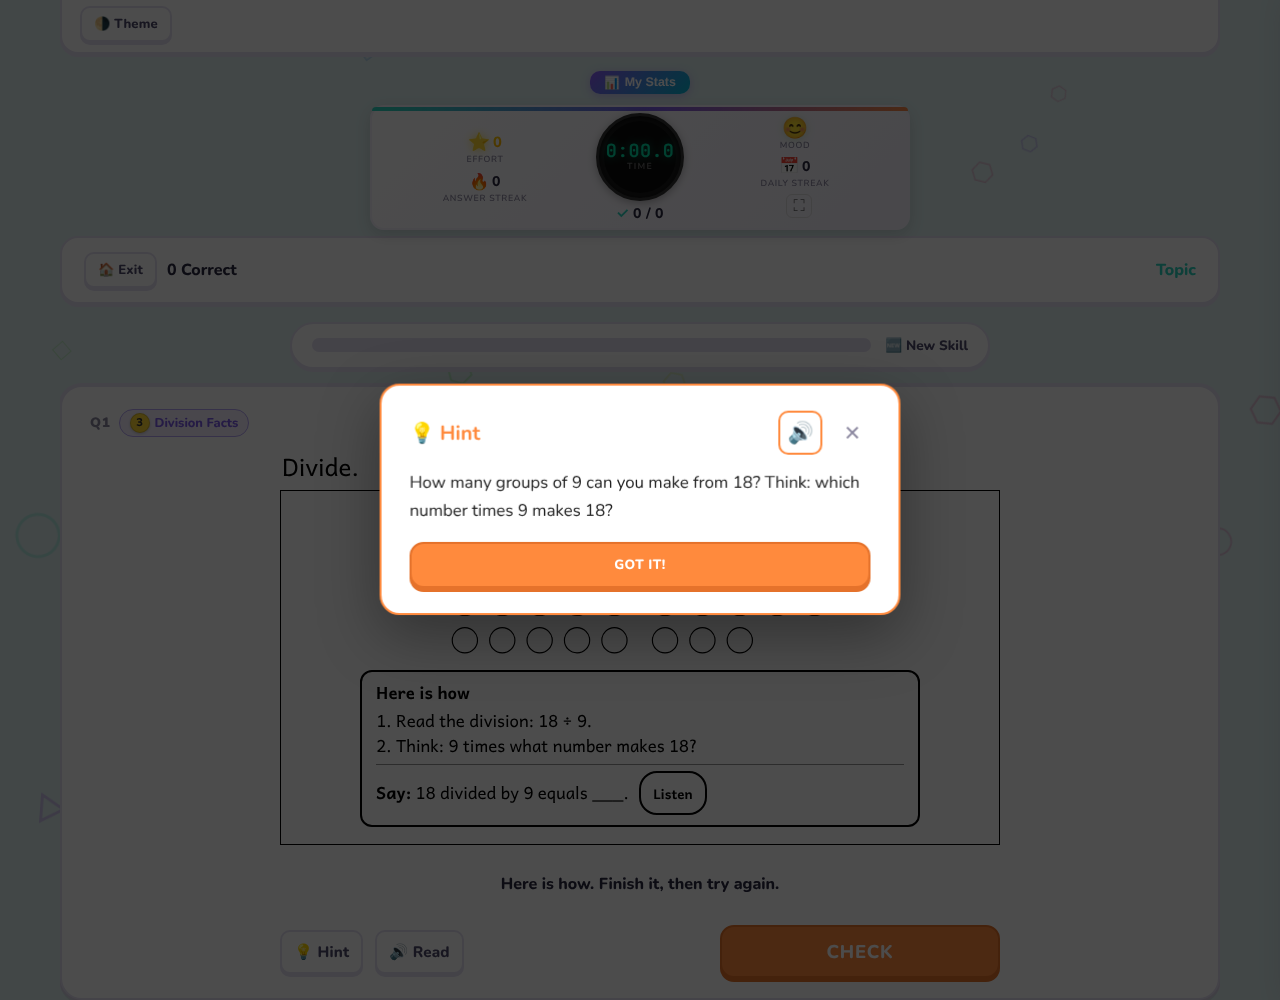 Theme
My Stats
0
EFFORT
0
ANSWER STREAK
0:00.0
TIME
0 / 0
MOOD
0
DAILY STREAK
Exit
0 Correct
Topic
New Skill
Q1
3 Division Facts
Divide.
Hint
How many groups of 9 can you make from 18? Think: which
number times 9 makes 18?
GOT IT!
Here is how
1. Read the division: 18 ÷ 9.
2. Think: 9 times what number makes 18?
Say: 18 divided by 9 equals ___.
Listen
Here is how. Finish it, then try again.
Hint
Read
CHECK